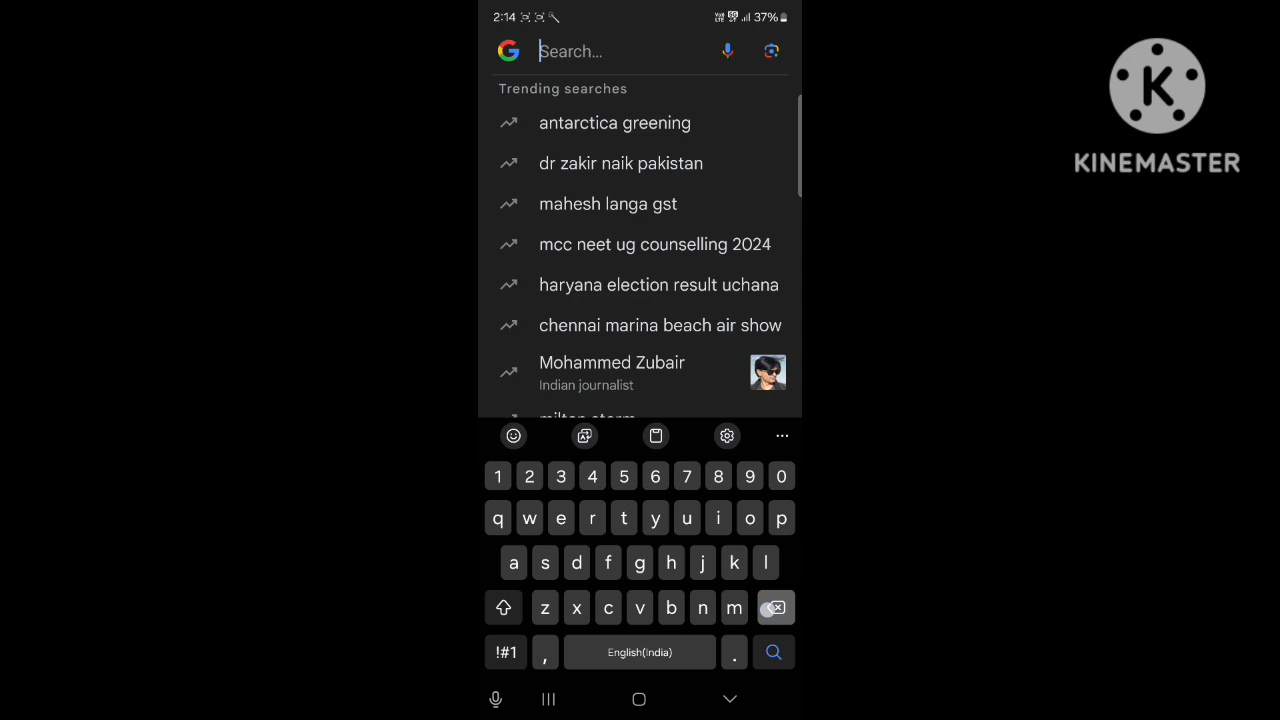 2:14 37%
Search...
Trending searches
antarctica greening
dr zakir naik pakistan
mahesh langa gst
mcc neet ug counselling 2024
haryana election result uchana
chennai marina beach air show
Mohammed Zubair
Indian journalist
1 2 3 4 5 6 7 8 9 0
q w e r t y u i o p
a s d f g h j k l
z x c v b n m
!#1 , English(India) .
K
KINEMASTER